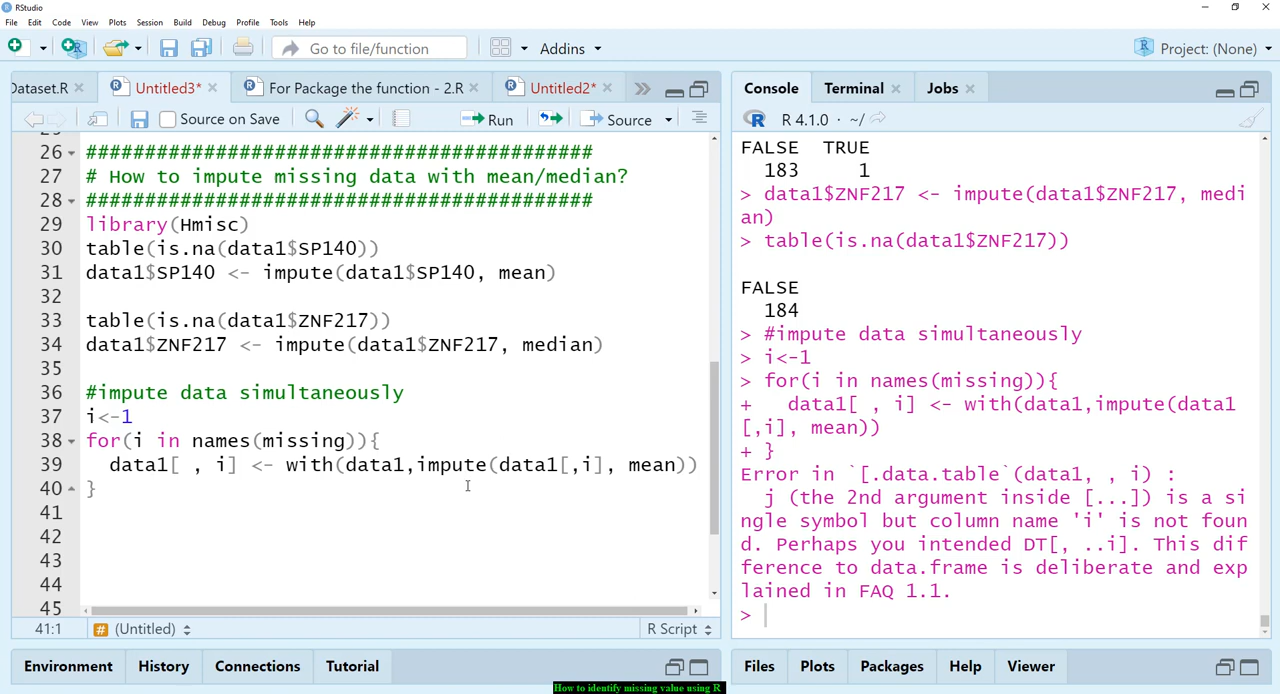 RStudio
File Edit Code View Plots Session Build Debug Profile Tools Help
Go to file/function Addins Project: (None)
Dataset.R Untitled3* For Package the function - 2.R Untitled2*
Source on Save Run Source
26 ###########################################
27 # How to impute missing data with mean/median?
28 ###########################################
29 library(Hmisc)
30 table(is.na(data1$SP140))
31 data1$SP140 <- impute(data1$SP140, mean)
32
33 table(is.na(data1$ZNF217))
34 data1$ZNF217 <- impute(data1$ZNF217, median)
35
36 #impute data simultaneously
37 i<-1
38 for(i in names(missing)){
39 data1[ , i] <- with(data1,impute(data1[,i], mean))
40 }
41
42
43
44
45
41:1 # (Untitled) R Script
Environment History Connections Tutorial
Console Terminal Jobs
R R 4.1.0 · ~/
FALSE TRUE
183 1
> data1$ZNF217 <- impute(data1$ZNF217, medi
an)
> table(is.na(data1$ZNF217))
FALSE
184
> #impute data simultaneously
> i<-1
> for(i in names(missing)){
+ data1[ , i] <- with(data1,impute(data1
[,i], mean))
+ }
Error in `[.data.table`(data1, , i) :
j (the 2nd argument inside [...]) is a si
ngle symbol but column name 'i' is not foun
d. Perhaps you intended DT[, ..i]. This dif
ference to data.frame is deliberate and exp
lained in FAQ 1.1.
>
Files Plots Packages Help Viewer
How to identify missing value using R